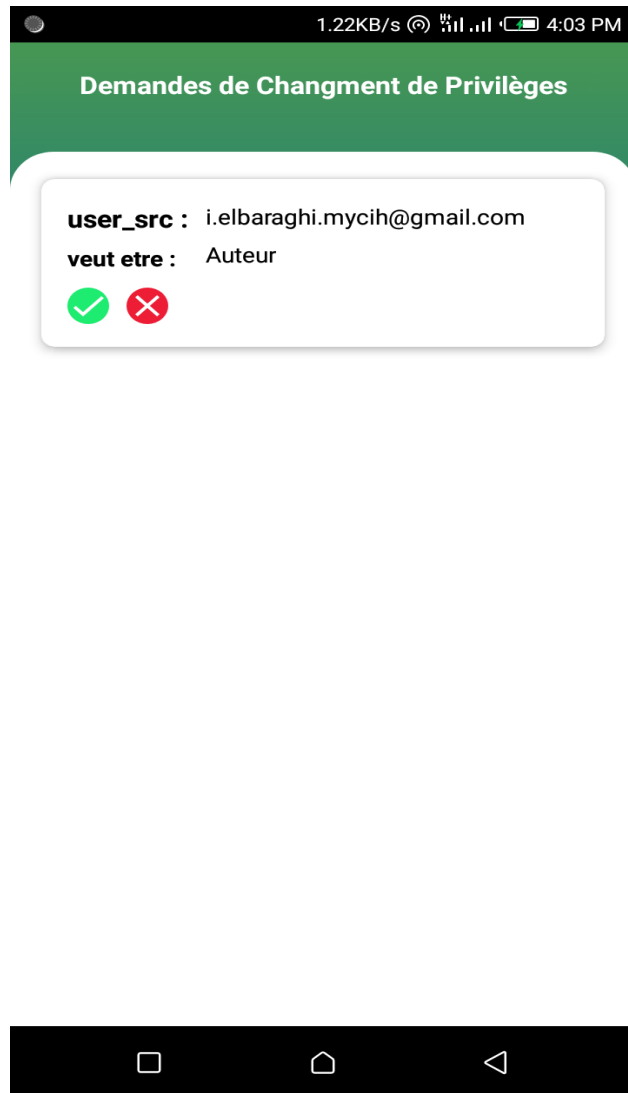 1.22KB/s H+ 4:03 PM
Demandes de Changment de Privilèges
user_src : i.elbaraghi.mycih@gmail.com
veut etre : Auteur